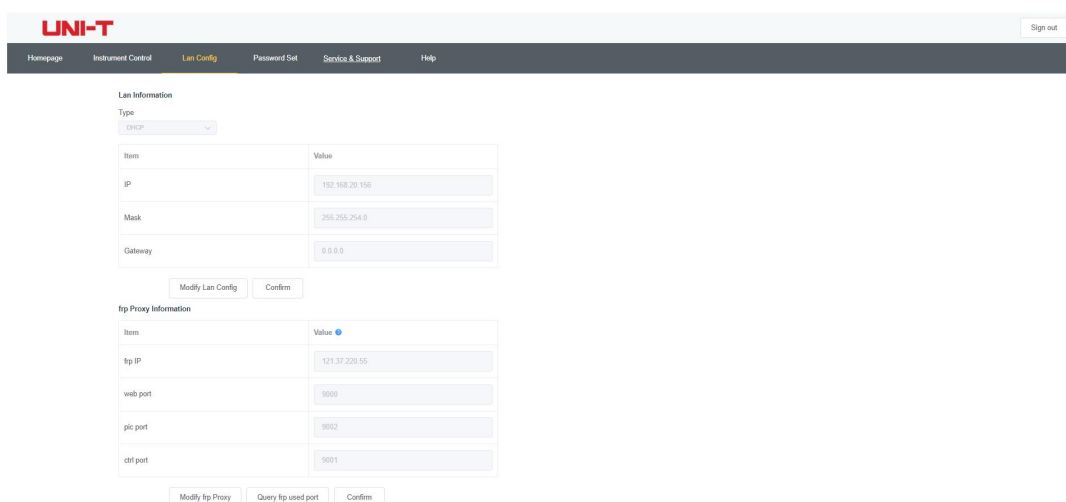 UNI-T
Sign out
Homepage Instrument Control Lan Config Password Set Service & Support Help
Lan Information
Type
DHCP
Item Value
IP 192.168.20.156
Mask 255.255.254.0
Gateway 0.0.0.0
Modify Lan Config Confirm
frp Proxy Information
Item Value
frp IP 121.37.220.55
web port 9000
pic port 9002
ctrl port 9001
Modify frp Proxy Query frp used port Confirm